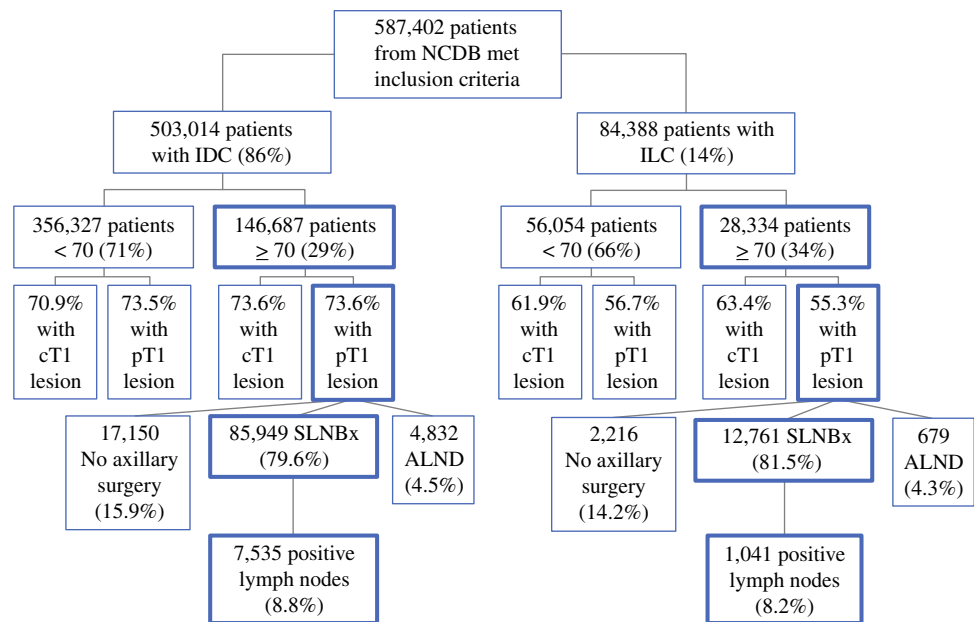 587,402 patients
from NCDB met
inclusion criteria
503,014 patients
with IDC (86%)
84,388 patients with
ILC (14%)
356,327 patients
< 70 (71%)
146,687 patients
≥ 70 (29%)
56,054 patients
< 70 (66%)
28,334 patients
≥ 70 (34%)
70.9%
with
cT1
lesion
73.5%
with
pT1
lesion
73.6%
with
cT1
lesion
73.6%
with
pT1
lesion
61.9%
with
cT1
lesion
56.7%
with
pT1
lesion
63.4%
with
cT1
lesion
55.3%
with
pT1
lesion
17,150
No axillary
surgery
(15.9%)
85,949 SLNBx
(79.6%)
4,832
ALND
(4.5%)
2,216
No axillary
surgery
(14.2%)
12,761 SLNBx
(81.5%)
679
ALND
(4.3%)
7,535 positive
lymph nodes
(8.8%)
1,041 positive
lymph nodes
(8.2%)